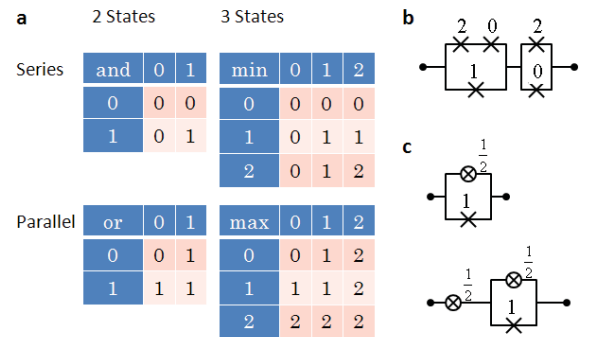 a 2 States 3 States
Series
and 0 1
0 0 0
1 0 1
min 0 1 2
0 0 0 0
1 0 1 1
2 0 1 2
Parallel
or 0 1
0 0 1
1 1 1
max 0 1 2
0 0 1 2
1 1 1 2
2 2 2 2
b
2 0 2
1 0
c
1/2
1
1/2 1/2
1